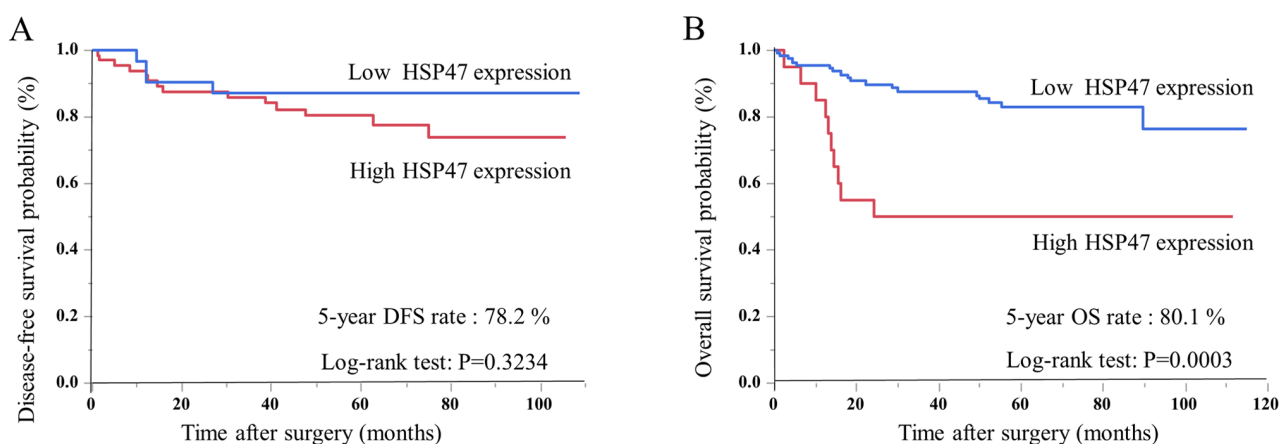 A
Disease-free survival probability (%)
1.0
0.8
0.6
0.4
0.2
0.0
Low HSP47 expression
High HSP47 expression
5-year DFS rate : 78.2 %
Log-rank test: P=0.3234
0 20 40 60 80 100
Time after surgery (months)
B
Overall survival probability (%)
1.0
0.8
0.6
0.4
0.2
0.0
Low HSP47 expression
High HSP47 expression
5-year OS rate : 80.1 %
Log-rank test: P=0.0003
0 20 40 60 80 100 120
Time after surgery (months)